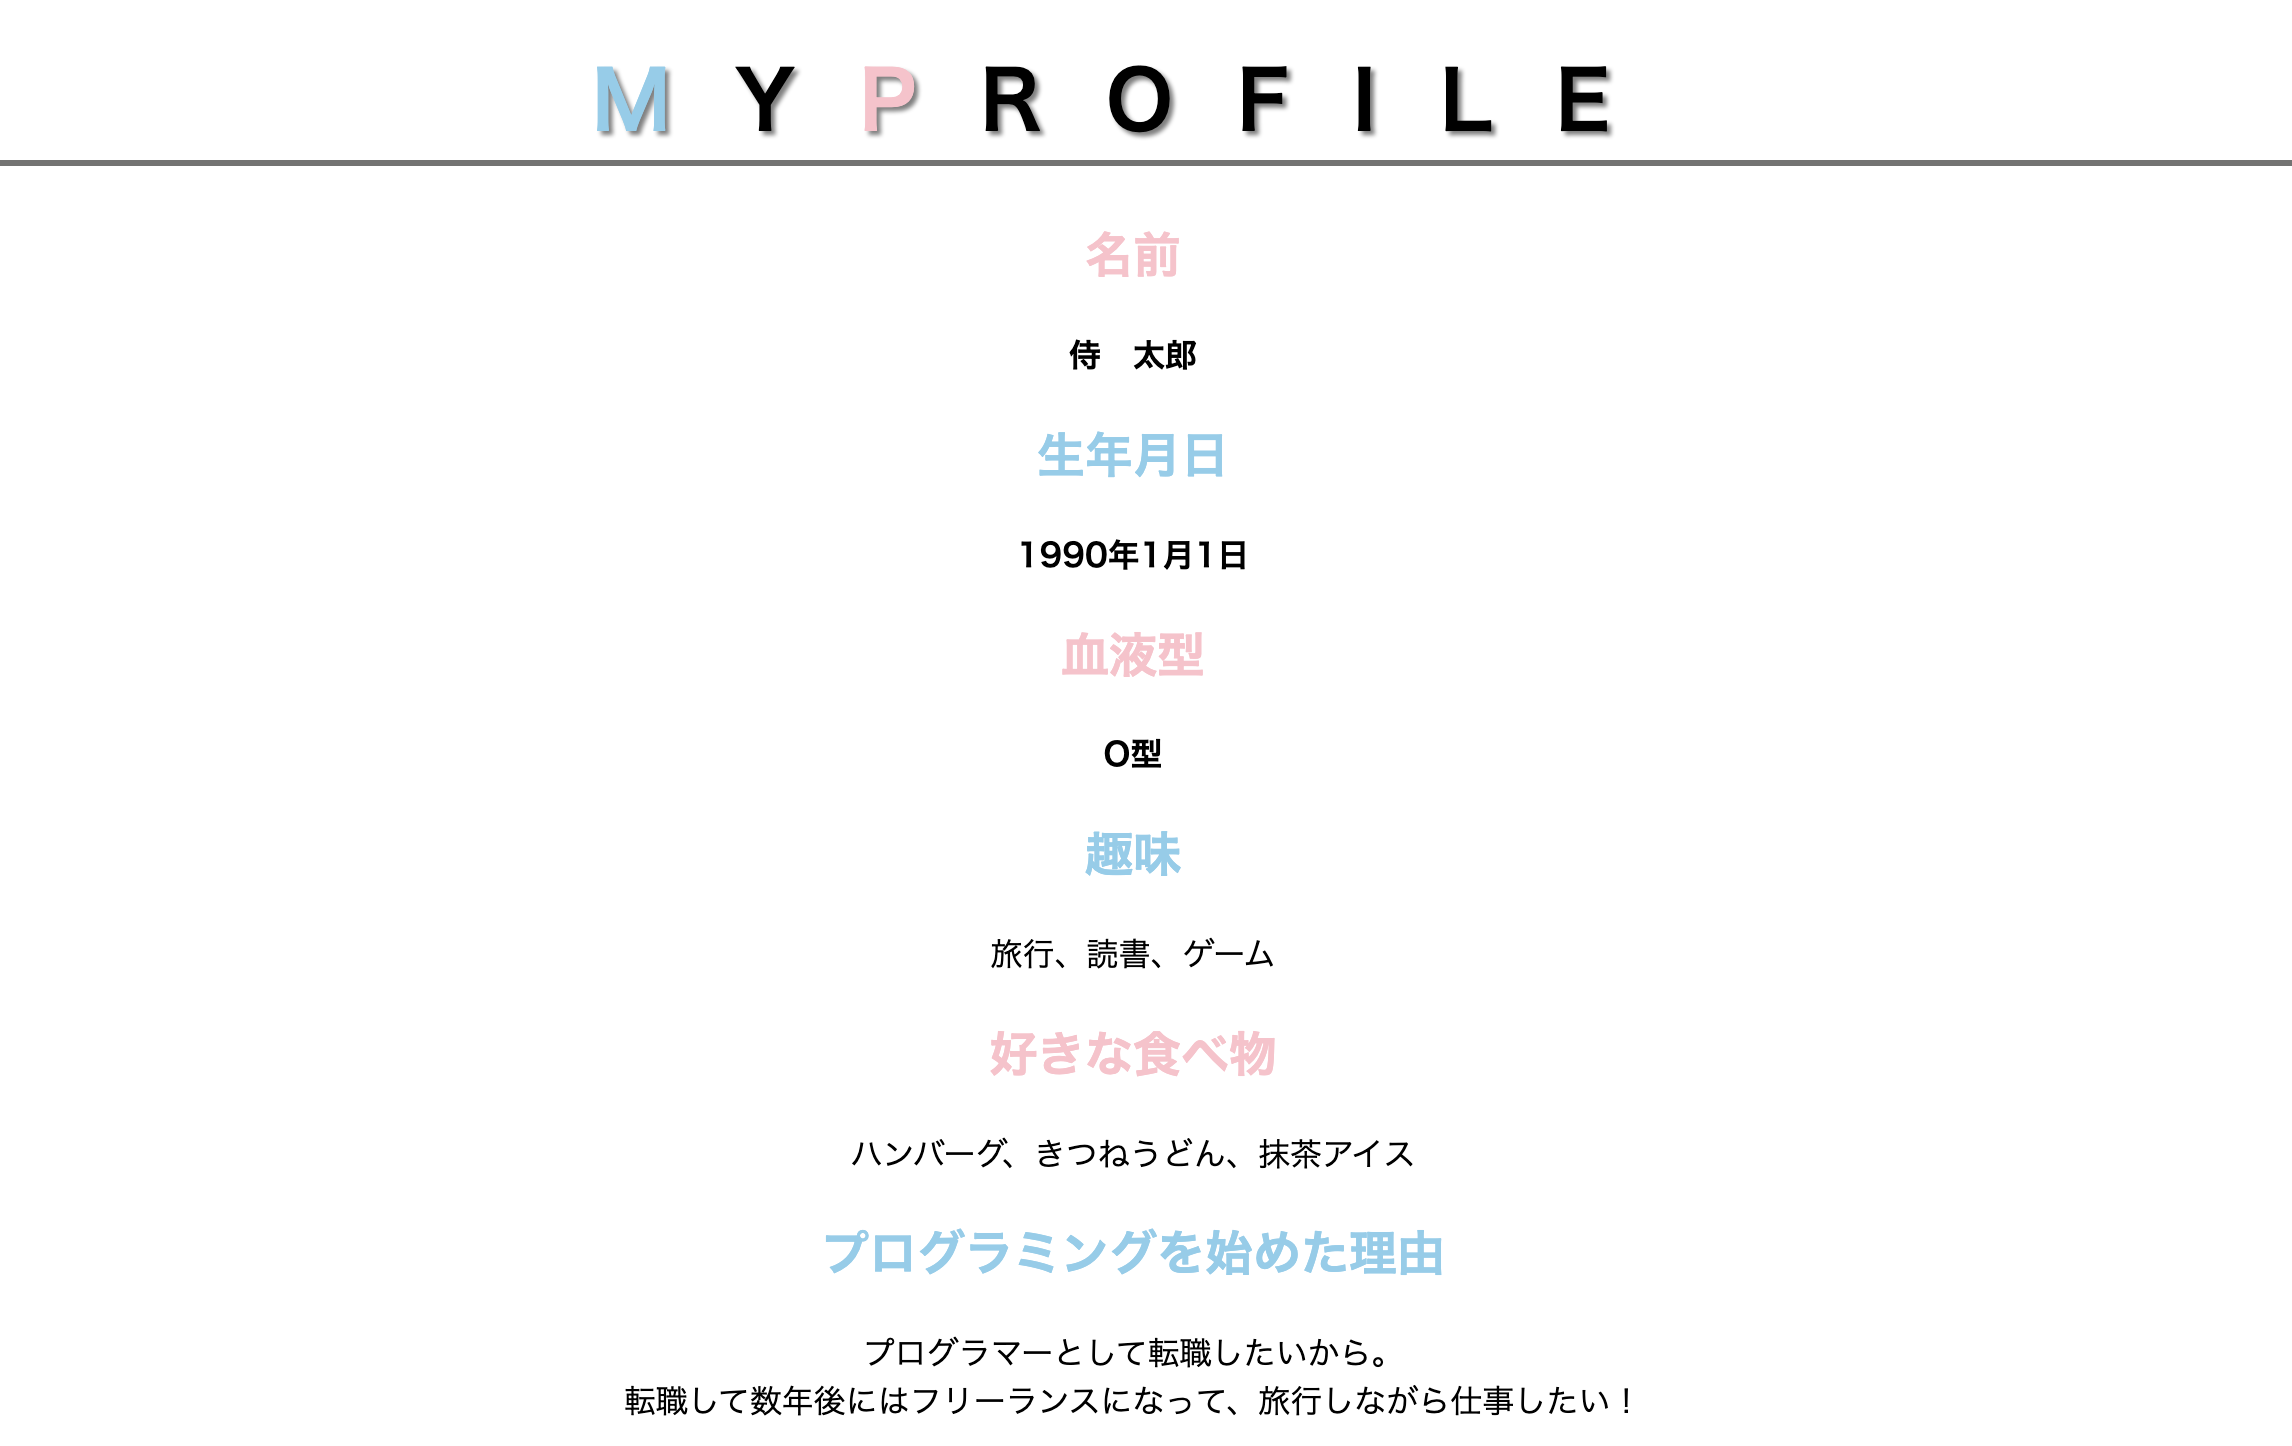 MYPROFILE
名前
侍　太郎
生年月日
1990年1月1日
血液型
O型
趣味
旅行、読書、ゲーム
好きな食べ物
ハンバーグ、きつねうどん、抹茶アイス
プログラミングを始めた理由
プログラマーとして転職したいから。
転職して数年後にはフリーランスになって、旅行しながら仕事したい！